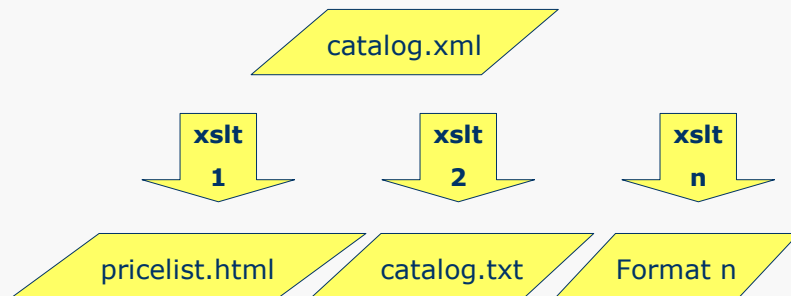 catalog.xml
xslt
1
xslt
2
xslt
n
pricelist.html
catalog.txt
Format n